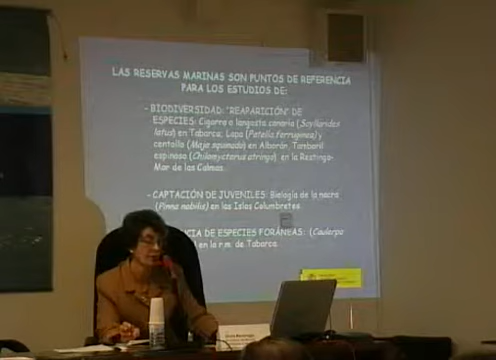 LAS RESERVAS MARINAS SON PUNTOS DE REFERENCIA
PARA LOS ESTUDIOS DE:
- BIODIVERSIDAD: "REAPARICIÓN" DE
ESPECIES: Cigarra o langosta canaria (Scyllarides
latus) en Tabarca; Lapa (Patella ferruginea) y
centollo (Maja squinado) en Alborán. Tamboril
espinoso (Chilomycterus atringa) en la Restinga-
Mar de las Calmas.
- CAPTACIÓN DE JUVENILES: Biología de la nacra
(Pinna nobilis) en las Islas Columbretes.
CIA DE ESPECIES FORÁNEAS: (Caulerpa
en la r.m. de Tabarca.